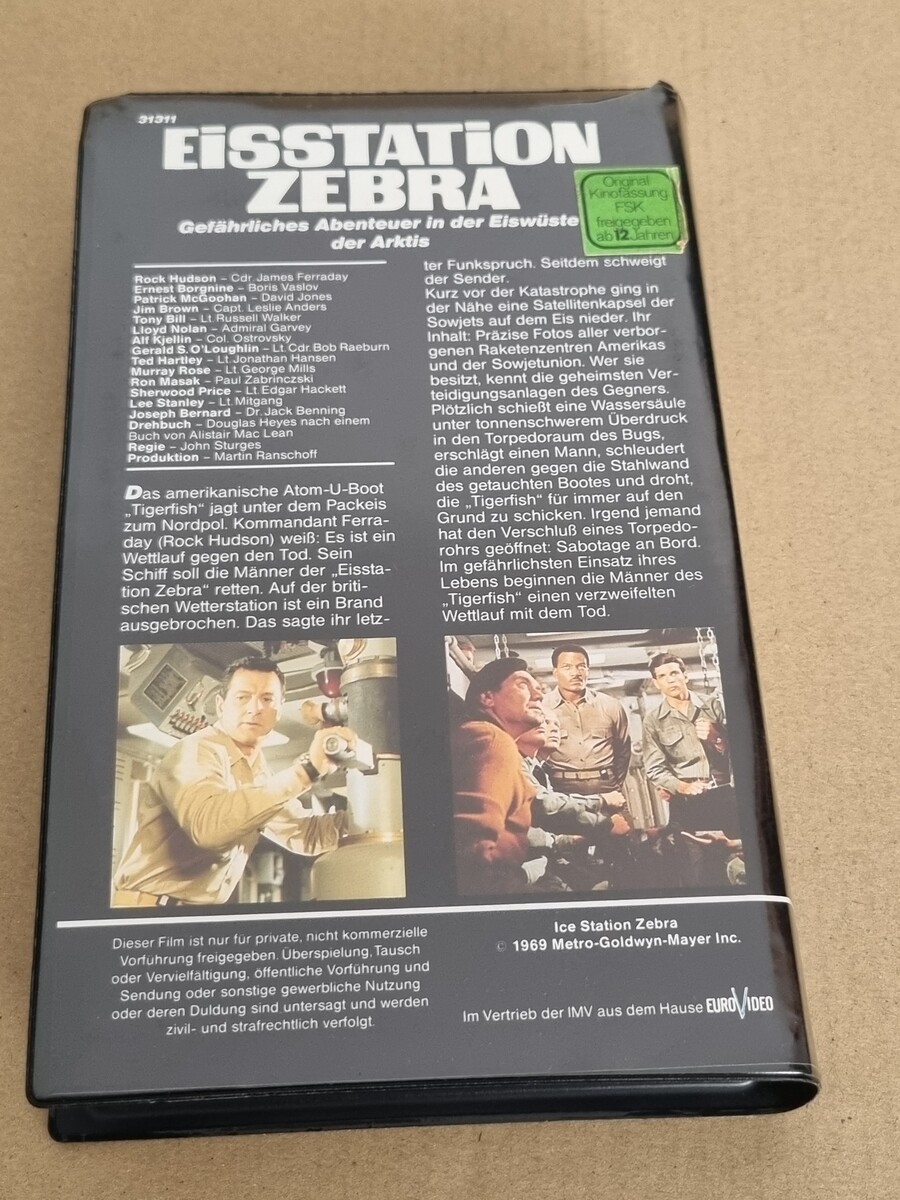 31311
EiSSTATiON
ZEBRA
Gefährliches Abenteuer in der Eiswüste
der Arktis
Original
Kinofassung
FSK
freigegeben
ab 12 Jahren
Rock Hudson – Cdr. James Ferraday
Ernest Borgnine – Boris Vaslov
Patrick McGoohan – David Jones
Jim Brown – Capt. Leslie Anders
Tony Bill – Lt. Russell Walker
Lloyd Nolan – Admiral Garvey
Alf Kjellin – Col. Ostrovsky
Gerald S. O'Loughlin – Lt. Cdr. Bob Raeburn
Ted Hartley – Lt Jonathan Hansen
Murray Rose – Lt George Mills
Ron Masak – Paul Zabrinczski
Sherwood Price – Lt Edgar Hackett
Lee Stanley – Lt Mitgang
Joseph Bernard – Dr. Jack Benning
Drehbuch – Douglas Heyes nach einem
Buch von Alistair Mac Lean
Regie – John Sturges
Produktion – Martin Ranschoff
Das amerikanische Atom-U-Boot
„Tigerfish“ jagt unter dem Packeis
zum Nordpol. Kommandant Ferra-
day (Rock Hudson) weiß: Es ist ein
Wettlauf gegen den Tod. Sein
Schiff soll die Männer der „Eissta-
tion Zebra“ retten. Auf der briti-
schen Wetterstation ist ein Brand
ausgebrochen. Das sagte ihr letz-
ter Funkspruch. Seitdem schweigt
der Sender.
Kurz vor der Katastrophe ging in
der Nähe eine Satellitenkapsel der
Sowjets auf dem Eis nieder. Ihr
Inhalt: Präzise Fotos aller verbor-
genen Raketenzentren Amerikas
und der Sowjetunion. Wer sie
besitzt, kennt die geheimsten Ver-
teidigungsanlagen des Gegners.
Plötzlich schießt eine Wassersäule
unter tonnenschwerem Überdruck
in den Torpedoraum des Bugs,
erschlägt einen Mann, schleudert
die anderen gegen die Stahlwand
des getauchten Bootes und droht,
die „Tigerfish“ für immer auf den
Grund zu schicken. Irgend jemand
hat den Verschluß eines Torpedo-
rohrs geöffnet: Sabotage an Bord.
Im gefährlichsten Einsatz ihres
Lebens beginnen die Männer des
„Tigerfish“ einen verzweifelten
Wettlauf mit dem Tod.
Dieser Film ist nur für private, nicht kommerzielle
Vorführung freigegeben. Überspielung, Tausch
oder Vervielfältigung, öffentliche Vorführung und
Sendung oder sonstige gewerbliche Nutzung
oder deren Duldung sind untersagt und werden
zivil- und strafrechtlich verfolgt.
Ice Station Zebra
© 1969 Metro-Goldwyn-Mayer Inc.
Im Vertrieb der IMV aus dem Hause EUROVIDEO